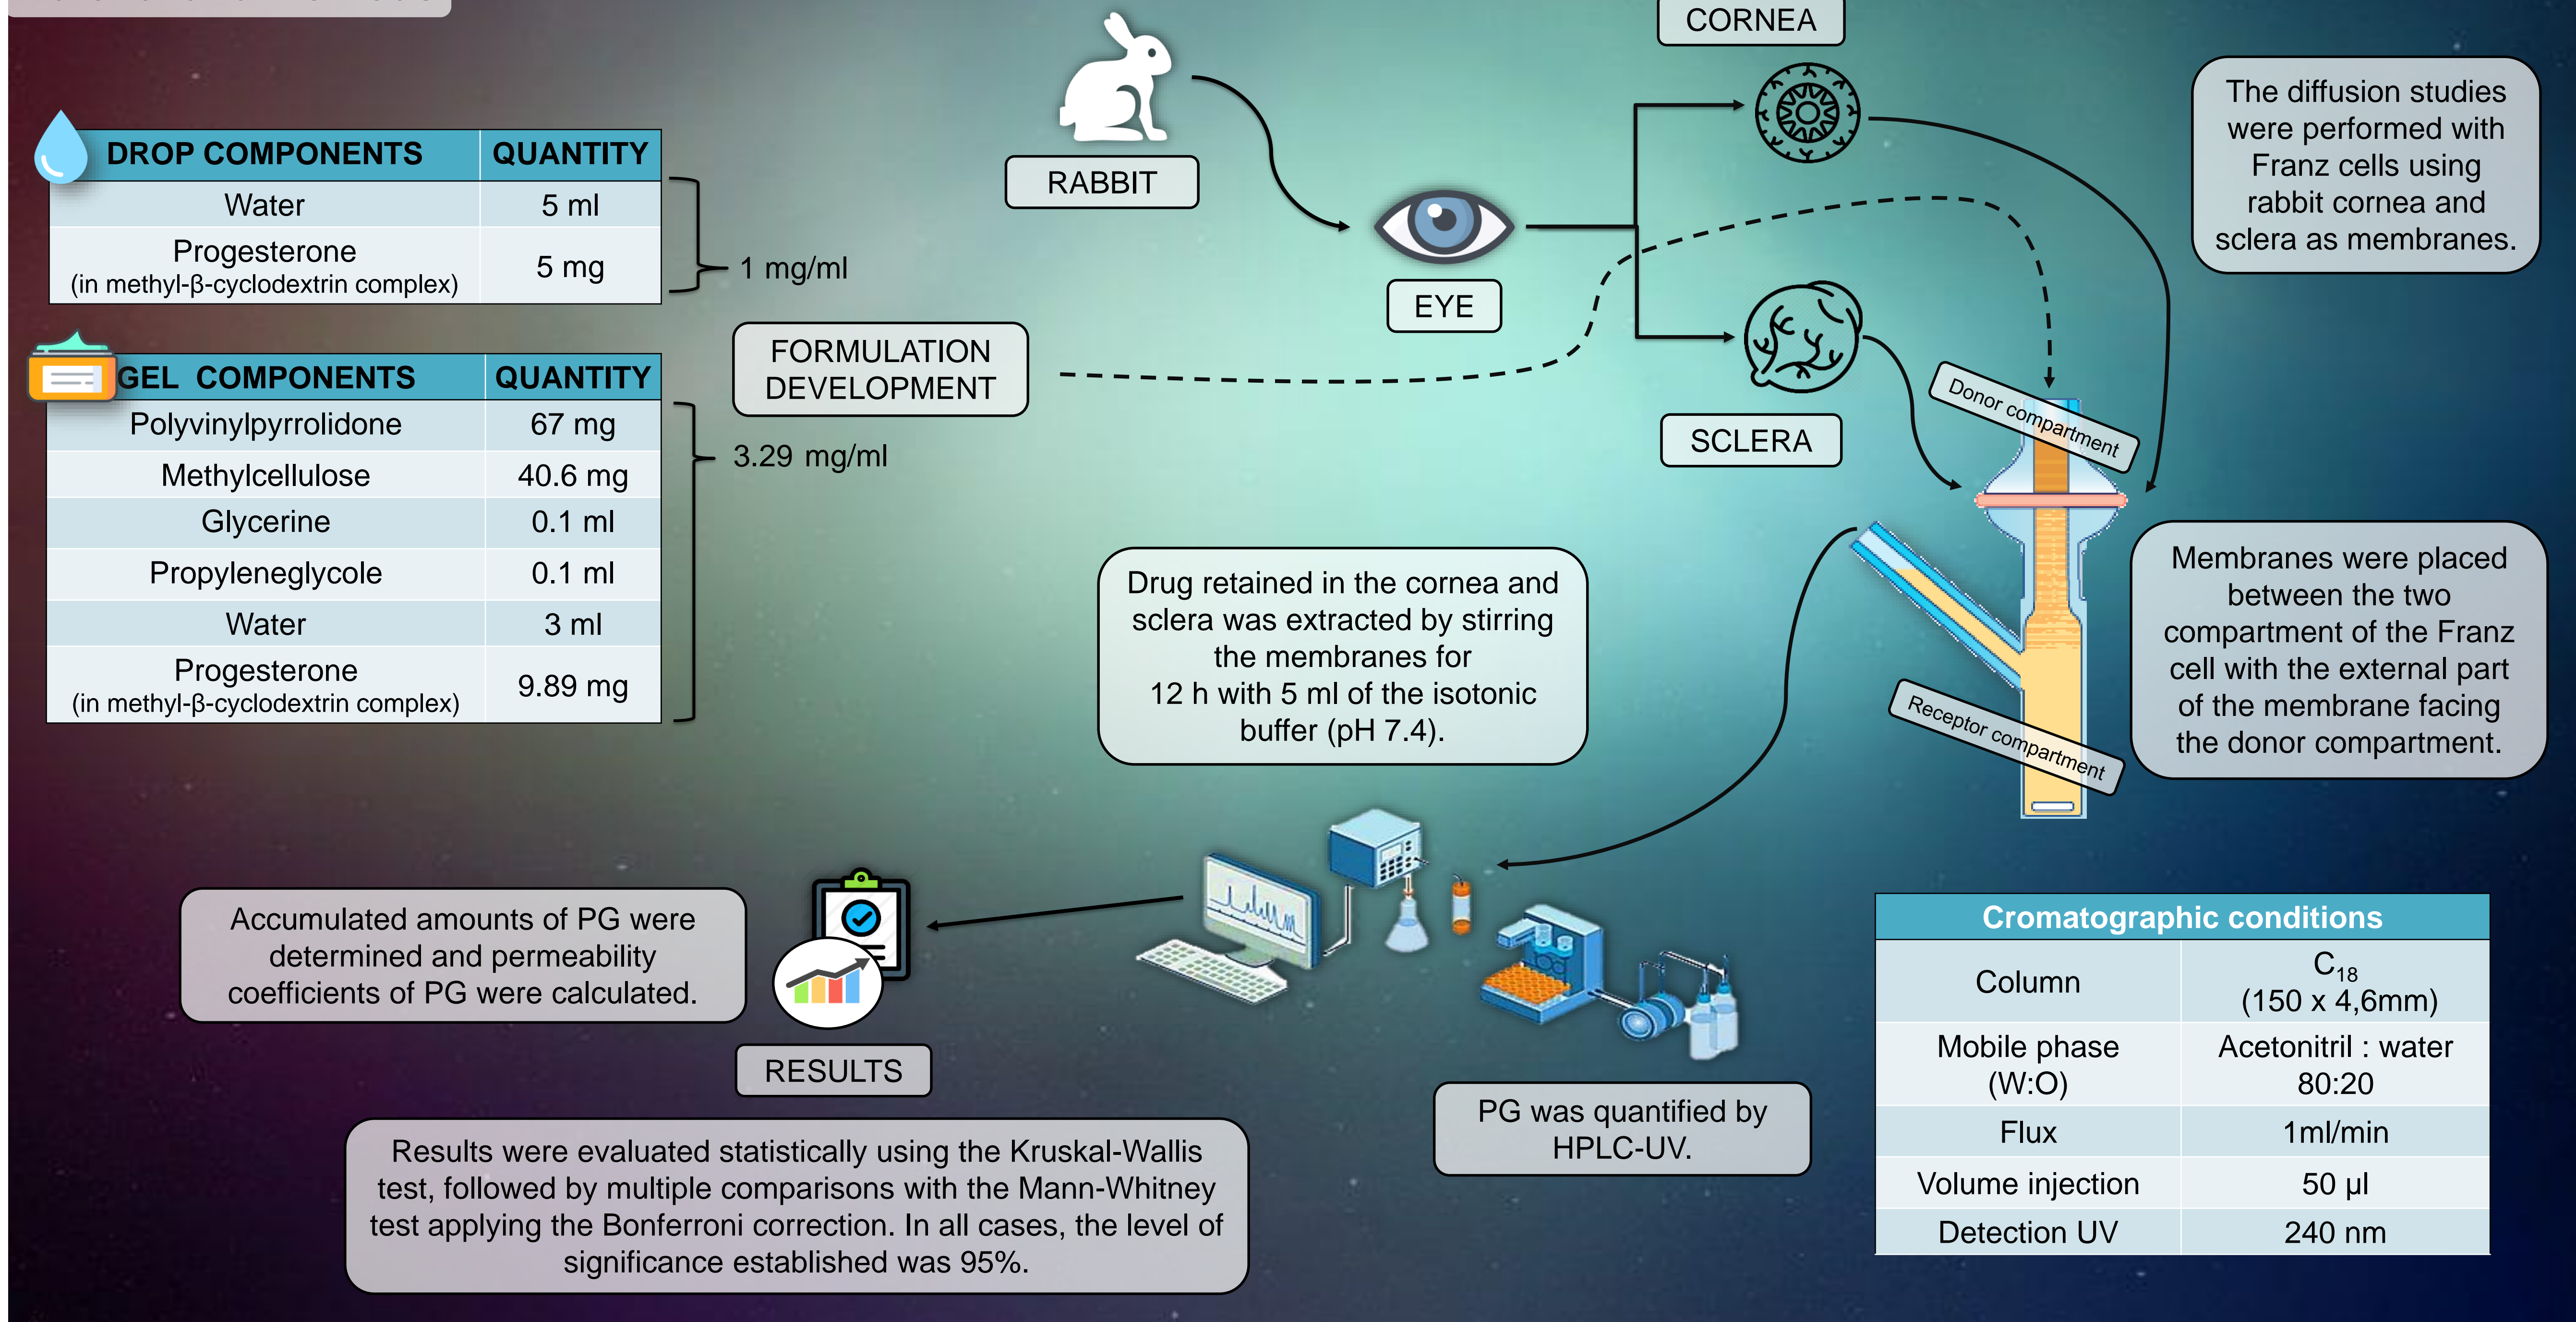 CORNEA
RABBIT
The diffusion studies
were performed with
Franz cells using
rabbit cornea and
sclera as membranes.
DROP COMPONENTS QUANTITY
Water 5 ml
Progesterone
(in methyl-β-cyclodextrin complex) 5 mg
1 mg/ml
EYE
FORMULATION
DEVELOPMENT
GEL COMPONENTS QUANTITY
Polyvinylpyrrolidone 67 mg
Methylcellulose 40.6 mg
Glycerine 0.1 ml
Propyleneglycole 0.1 ml
Water 3 ml
Progesterone
(in methyl-β-cyclodextrin complex) 9.89 mg
3.29 mg/ml
SCLERA
Donor compartment
Receptor compartment
Membranes were placed
between the two
compartment of the Franz
cell with the external part
of the membrane facing
the donor compartment.
Drug retained in the cornea and
sclera was extracted by stirring
the membranes for
12 h with 5 ml of the isotonic
buffer (pH 7.4).
Accumulated amounts of PG were
determined and permeability
coefficients of PG were calculated.
RESULTS
Results were evaluated statistically using the Kruskal-Wallis
test, followed by multiple comparisons with the Mann-Whitney
test applying the Bonferroni correction. In all cases, the level of
significance established was 95%.
PG was quantified by
HPLC-UV.
Cromatographic conditions
Column C18
(150 x 4,6mm)
Mobile phase Acetonitril : water
(W:O) 80:20
Flux 1ml/min
Volume injection 50 µl
Detection UV 240 nm